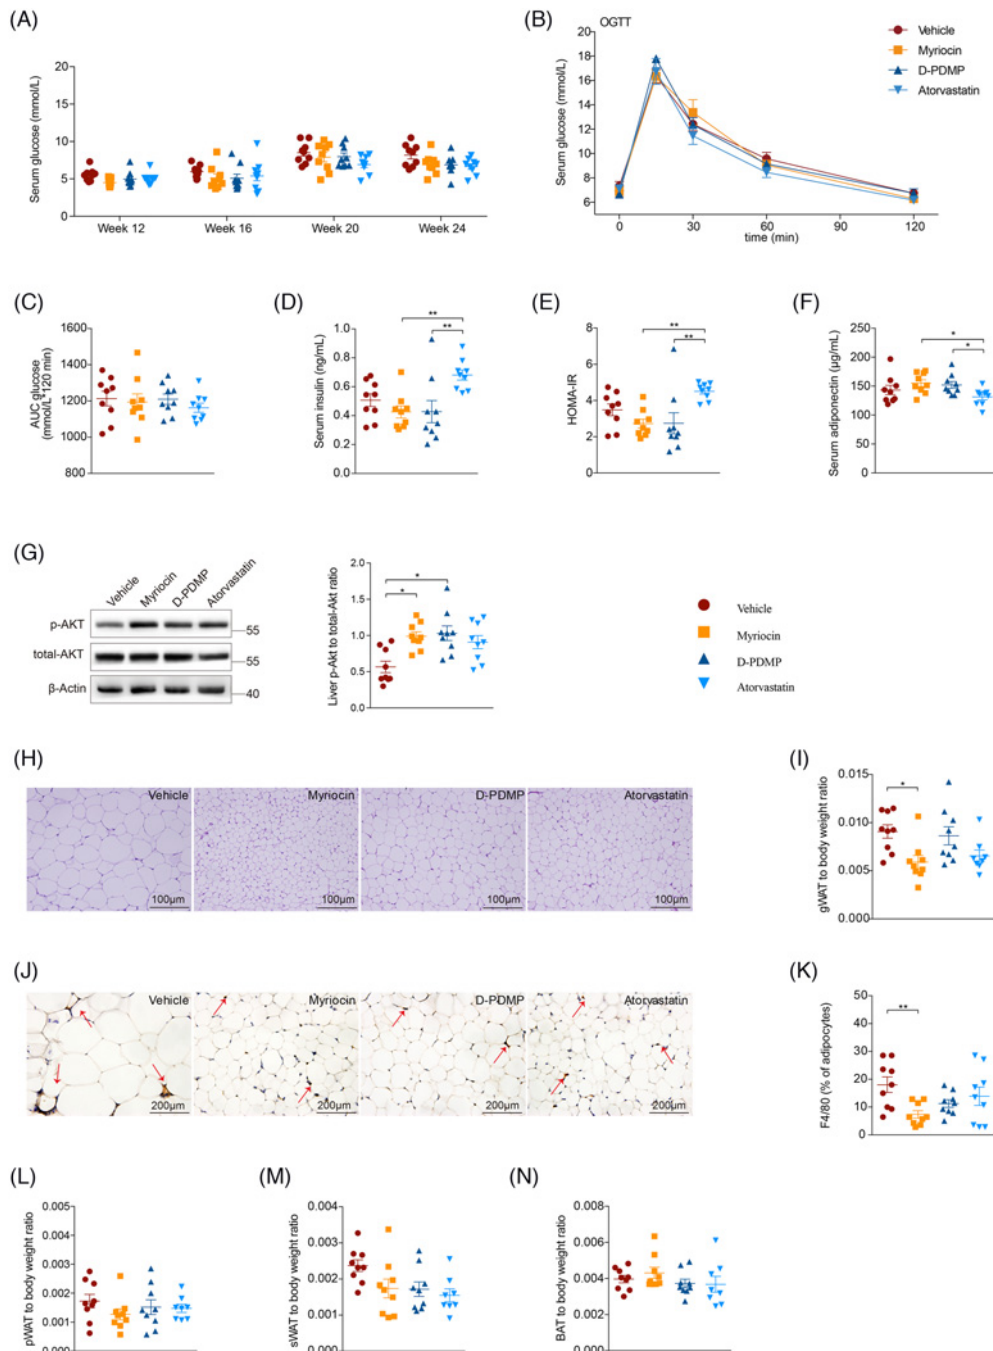 (A)
Serum glucose (mmol/L)
20
15
10
5
0
Week 12
Week 16
Week 20
Week 24
(B)
OGTT
Serum glucose (mmol/L)
20
18
16
14
12
10
8
6
0
30
60
90
120
time (min)
Vehicle
Myriocin
D-PDMP
Atorvastatin
(C)
AUC glucose
(mmol/L*120 min)
1600
1400
1200
1000
800
(D)
Serum insulin (ng/mL)
1.0
0.8
0.6
0.4
0.2
0.0
**
**
(E)
HOMA-IR
8
6
4
2
0
**
**
(F)
Serum adiponectin (µg/mL)
250
200
150
100
50
0
*
*
(G)
Vehicle
Myriocin
D-PDMP
Atorvastatin
p-AKT
55
total-AKT
55
β-Actin
40
Liver p-Akt to total-Akt ratio
2.0
1.5
1.0
0.5
0.0
*
*
Vehicle
Myriocin
D-PDMP
Atorvastatin
(H)
Vehicle
100µm
Myriocin
100µm
D-PDMP
100µm
Atorvastatin
100µm
(I)
gWAT to body weight ratio
0.015
0.010
0.005
0.000
*
(J)
Vehicle
200µm
Myriocin
200µm
D-PDMP
200µm
Atorvastatin
200µm
(K)
F4/80 (% of adipocytes)
50
40
30
20
10
0
**
(L)
pWAT to body weight ratio
0.005
0.004
0.003
0.002
0.001
0.000
(M)
sWAT to body weight ratio
0.004
0.003
0.002
0.001
0.000
(N)
BAT to body weight ratio
0.008
0.006
0.004
0.002
0.000